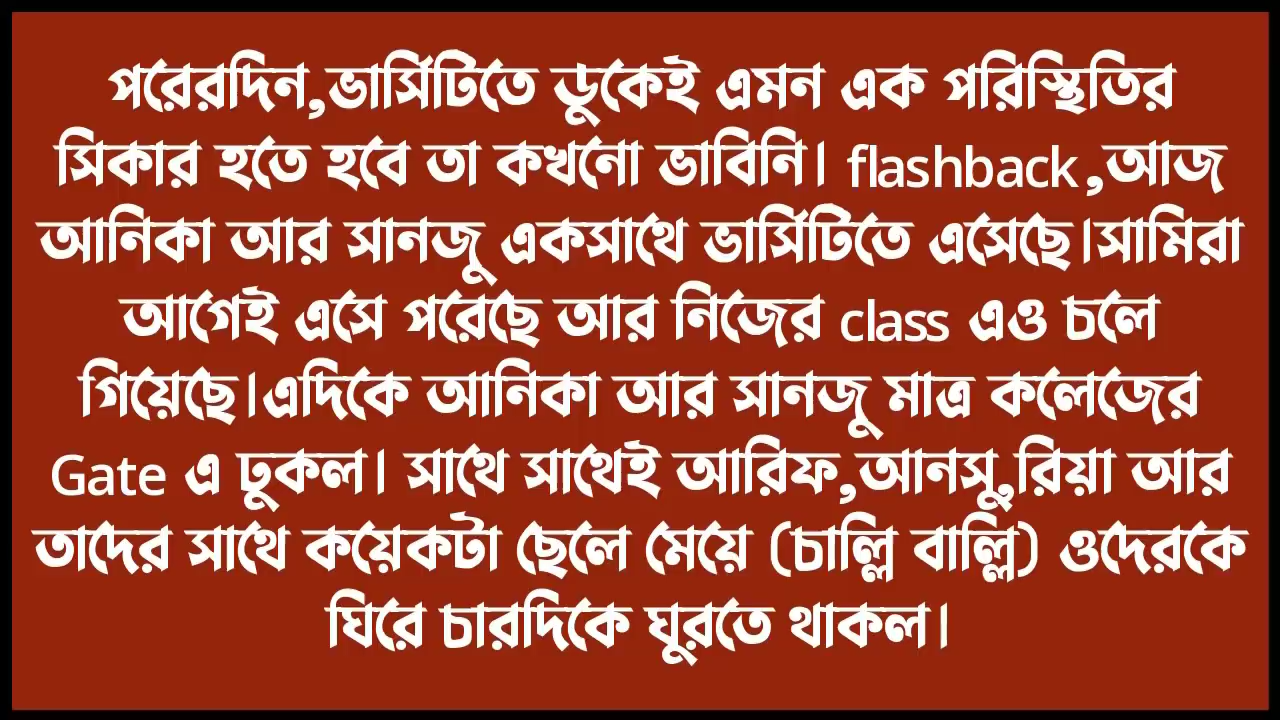 পরেরদিন,ভার্সিটিতে ডুকেই এমন এক পরিস্থিতির
সিকার হতে হবে তা কখনো ভাবিনি। flashback,আজ
আনিকা আর সানজু একসাথে ভার্সিটিতে এসেছে।সামিরা
আগেই এসে পরেছে আর নিজের class এও চলে
গিয়েছে।এদিকে আনিকা আর সানজু মাত্র কলেজের
Gate এ ঢুকল। সাথে সাথেই আরিফ,আনসু,রিয়া আর
তাদের সাথে কয়েকটা ছেলে মেয়ে (চাল্লি বাল্লি) ওদেরকে
ঘিরে চারদিকে ঘুরতে থাকল।